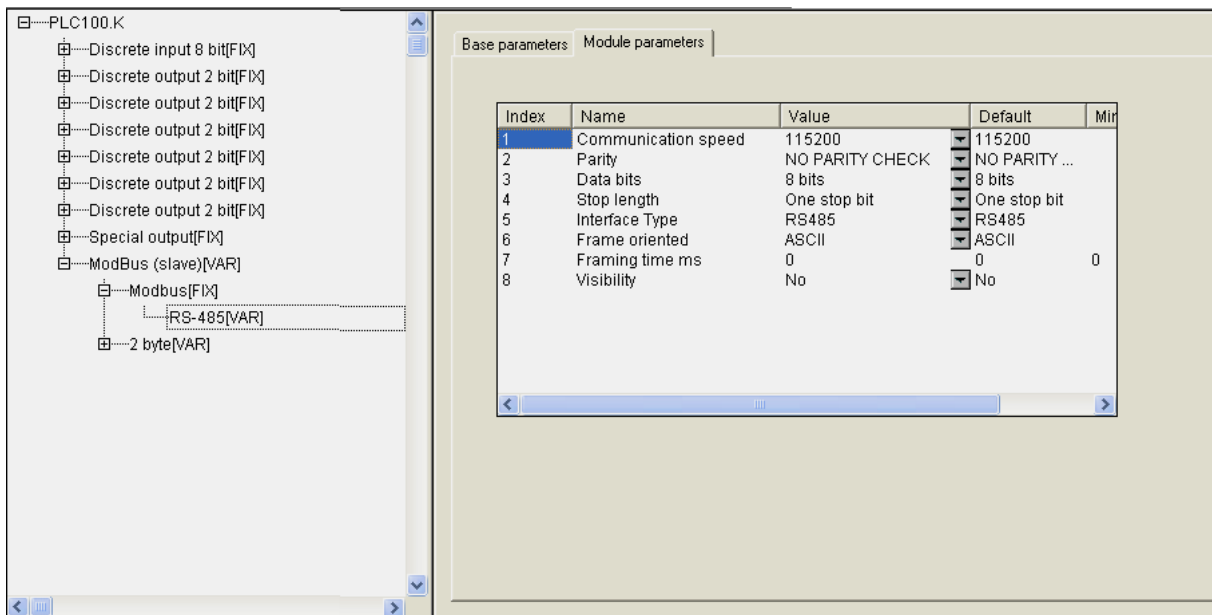 PLC100.K
Discrete input 8 bit[FIX]
Discrete output 2 bit[FIX]
Discrete output 2 bit[FIX]
Discrete output 2 bit[FIX]
Discrete output 2 bit[FIX]
Discrete output 2 bit[FIX]
Discrete output 2 bit[FIX]
Special output[FIX]
ModBus (slave)[VAR]
Modbus[FIX]
RS-485[VAR]
2 byte[VAR]
Base parameters Module parameters
Index Name Value Default Mir
1 Communication speed 115200 115200
2 Parity NO PARITY CHECK NO PARITY ...
3 Data bits 8 bits 8 bits
4 Stop length One stop bit One stop bit
5 Interface Type RS485 RS485
6 Frame oriented ASCII ASCII
7 Framing time ms 0 0 0
8 Visibility No No